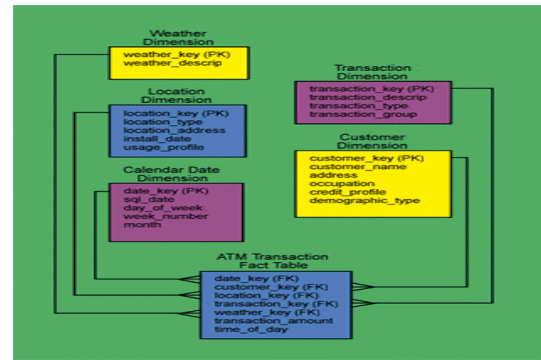 Weather
Dimension
weather_key (PK)
weather_descrip
Location
Dimension
location_key (PK)
location_type
location_address
install_date
usage_profile
Calendar Date
Dimension
date_key (PK)
sql_date
day_of_week:
week_number
month
Transaction
Dimension
transaction_key (PK)
transaction_descrip
transaction_type
transaction_group
Customer
Dimension
customer_key (PK)
customer_name
address
occupation
credit_profile
demographic_type
ATM Transaction
Fact Table
date_key (FK)
customer_key (FK)
location_key (FK)
transaction_key (FK)
weather_key (FK)
transaction_amount
time_of_day